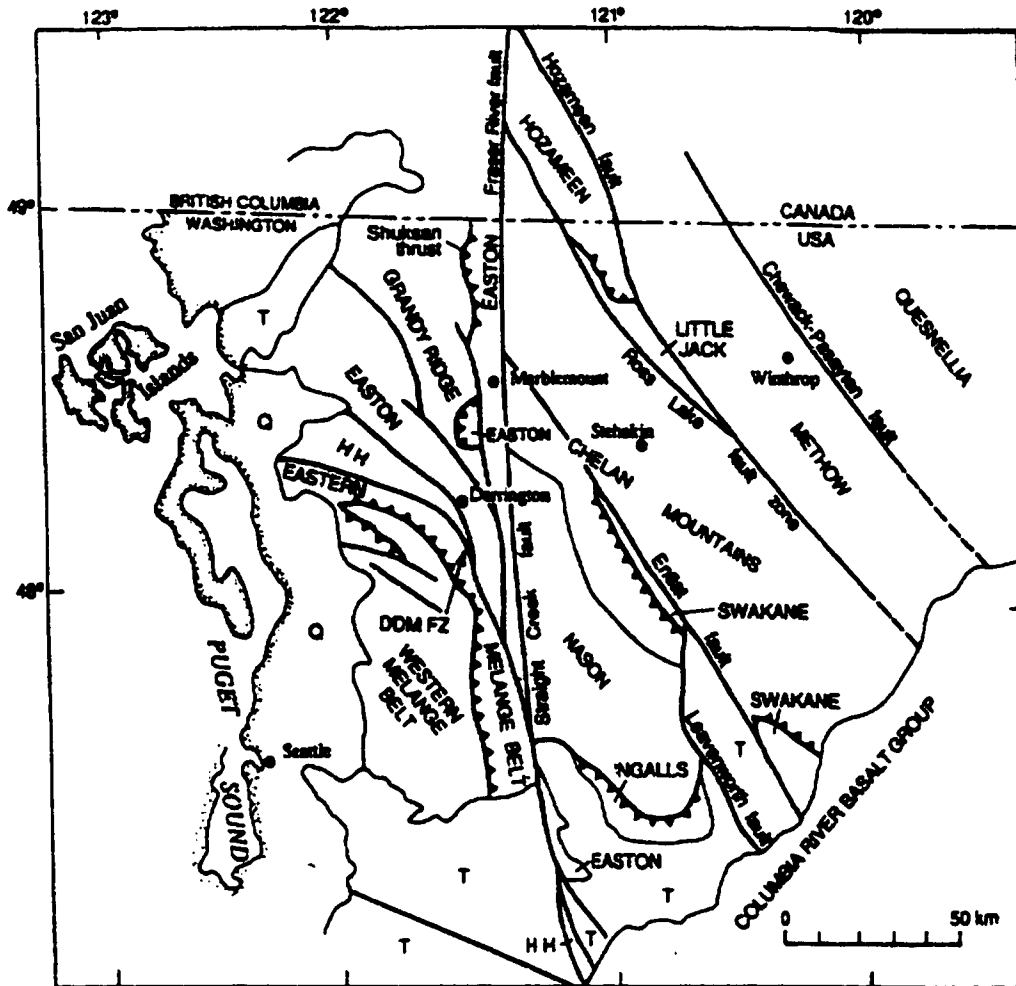 123°
122°
121°
120°
49°
48°
BRITISH COLUMBIA
WASHINGTON
CANADA
USA
Fraser River fault
Hozameen fault
HOZAMEEN
Shuksan
thrust
EASTON
GRANDY RIDGE
San Juan
Islands
T
Q
EASTON
Marblemount
LITTLE
JACK
Ross Lake fault zone
Winthrop
Chewack-Pasayten fault
QUESNELLIA
METHOW
EASTON
Stehekin
HH
EASTERN
MELANGE BELT
Darrington
CHELAN
MOUNTAINS
Entiat fault
SWAKANE
DDM FZ
Straight Creek fault
NASON
Q
WESTERN
MELANGE
BELT
PUGET
SOUND
Seattle
SWAKANE
T
Leavenworth fault
INGALLS
EASTON
COLUMBIA RIVER BASALT GROUP
T
T
T
HH
T
0
50 km